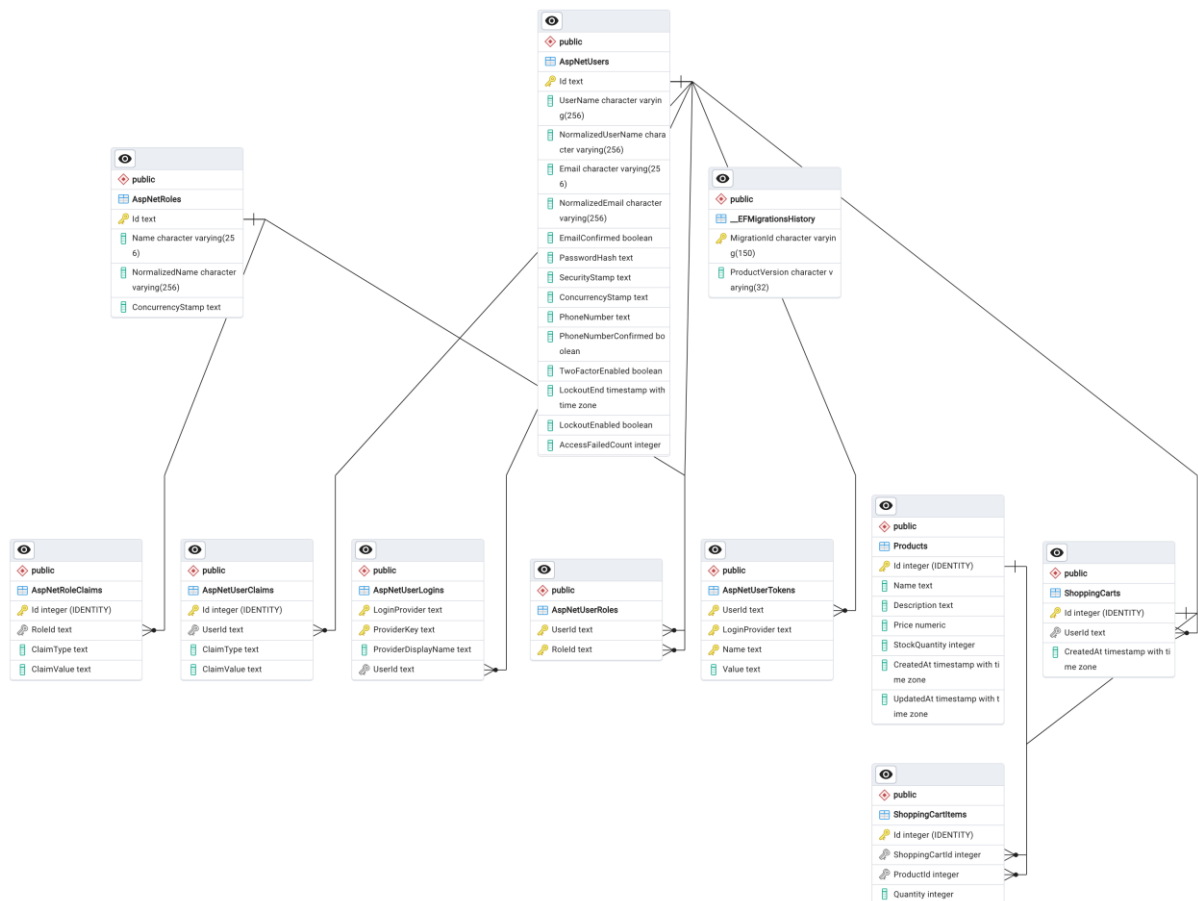 public
AspNetUsers
Id text
UserName character varyin
g(256)
NormalizedUserName chara
cter varying(256)
Email character varying(25
6)
NormalizedEmail character
varying(256)
EmailConfirmed boolean
PasswordHash text
SecurityStamp text
ConcurrencyStamp text
PhoneNumber text
PhoneNumberConfirmed bo
olean
TwoFactorEnabled boolean
LockoutEnd timestamp with
time zone
LockoutEnabled boolean
AccessFailedCount integer
public
AspNetRoles
Id text
Name character varying(25
6)
NormalizedName character
varying(256)
ConcurrencyStamp text
public
__EFMigrationsHistory
MigrationId character varyin
g(150)
ProductVersion character v
arying(32)
public
AspNetRoleClaims
Id integer (IDENTITY)
RoleId text
ClaimType text
ClaimValue text
public
AspNetUserClaims
Id integer (IDENTITY)
UserId text
ClaimType text
ClaimValue text
public
AspNetUserLogins
LoginProvider text
ProviderKey text
ProviderDisplayName text
UserId text
public
AspNetUserRoles
UserId text
RoleId text
public
AspNetUserTokens
UserId text
LoginProvider text
Name text
Value text
public
Products
Id integer (IDENTITY)
Name text
Description text
Price numeric
StockQuantity integer
CreatedAt timestamp with ti
me zone
UpdatedAt timestamp with t
ime zone
public
ShoppingCarts
Id integer (IDENTITY)
UserId text
CreatedAt timestamp with ti
me zone
public
ShoppingCartItems
Id integer (IDENTITY)
ShoppingCartId integer
ProductId integer
Quantity integer